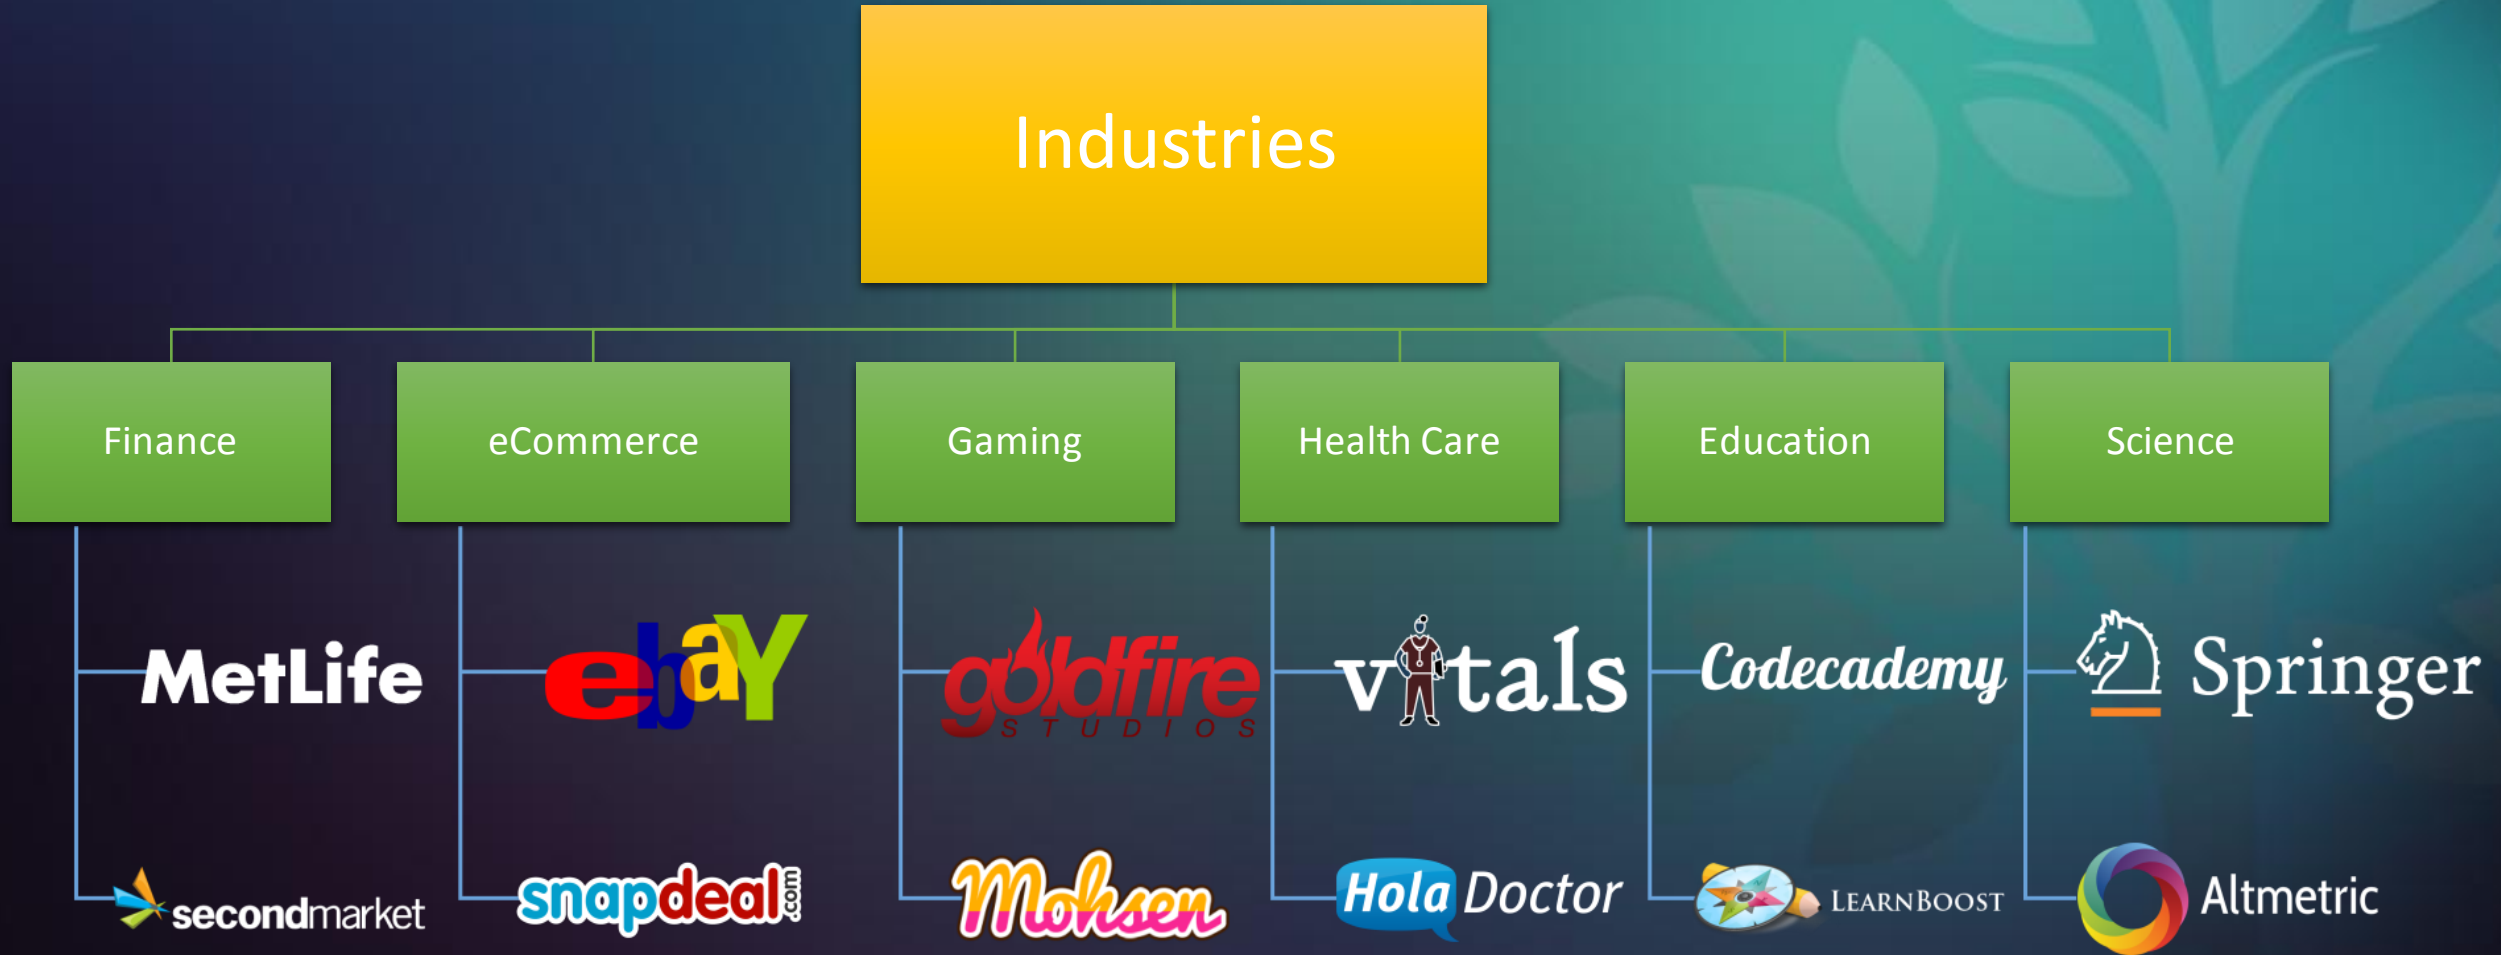 Industries
Finance
eCommerce
Gaming
Health Care
Education
Science
MetLife
ebaY
goldfire
STUDIOS
vitals
Codecademy
Springer
secondmarket
snapdeal.com
Mohsen
Hola Doctor
LEARNBOOST
Altmetric